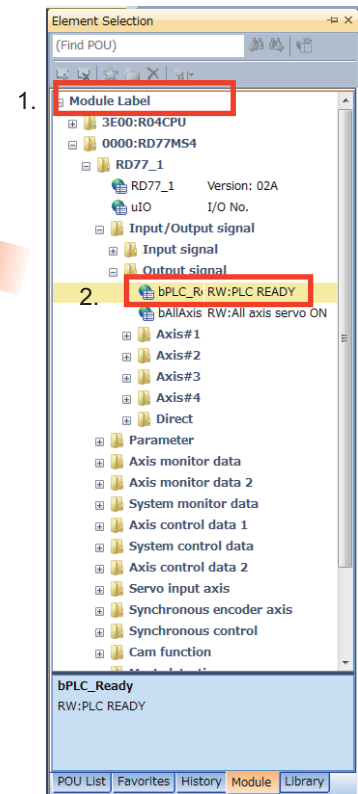 Element Selection
(Find POU)
1.
Module Label
3E00:R04CPU
0000:RD77MS4
RD77_1
RD77_1 Version: 02A
uIO I/O No.
Input/Output signal
Input signal
Output signal
2.
bPLC_Re RW:PLC READY
bAllAxis RW:All axis servo ON
Axis#1
Axis#2
Axis#3
Axis#4
Direct
Parameter
Axis monitor data
Axis monitor data 2
System monitor data
Axis control data 1
System control data
Axis control data 2
Servo input axis
Synchronous encoder axis
Synchronous control
Cam function
bPLC_Ready
RW:PLC READY
POU List Favorites History Module Library